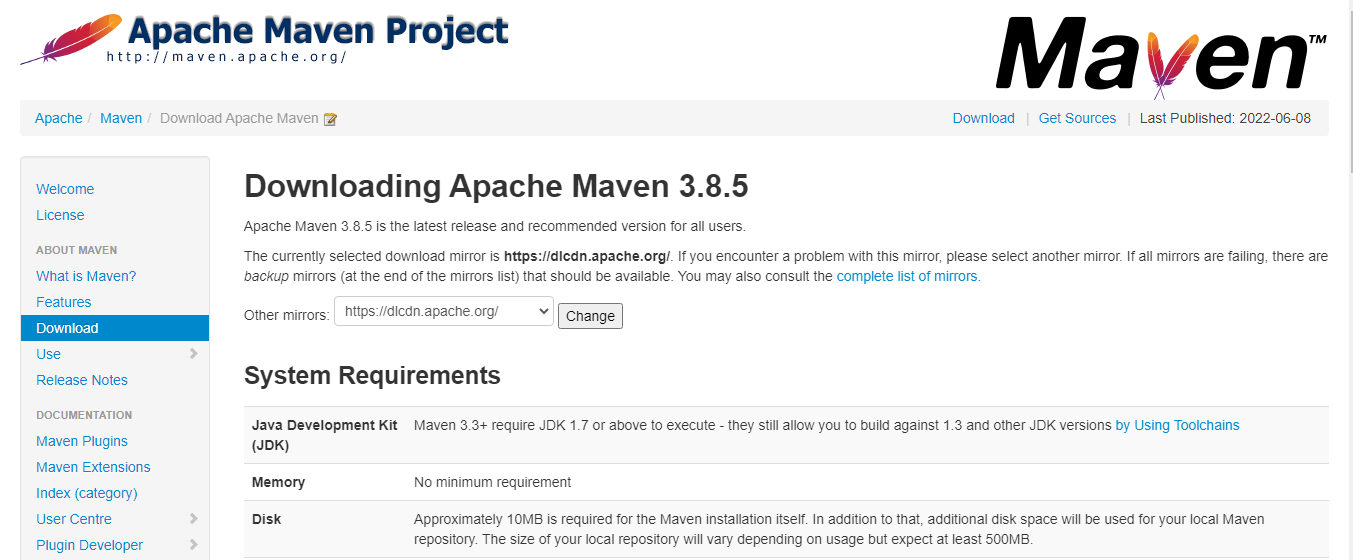 Apache Maven Project
http://maven.apache.org/
Maven™
Apache / Maven / Download Apache Maven
Download | Get Sources | Last Published: 2022-06-08
Welcome
License
ABOUT MAVEN
What is Maven?
Features
Download
Use
Release Notes
DOCUMENTATION
Maven Plugins
Maven Extensions
Index (category)
User Centre
Plugin Developer
Downloading Apache Maven 3.8.5
Apache Maven 3.8.5 is the latest release and recommended version for all users.
The currently selected download mirror is https://dlcdn.apache.org/. If you encounter a problem with this mirror, please select another mirror. If all mirrors are failing, there are
backup mirrors (at the end of the mirrors list) that should be available. You may also consult the complete list of mirrors.
Other mirrors: https://dlcdn.apache.org/ Change
System Requirements
Java Development Kit Maven 3.3+ require JDK 1.7 or above to execute - they still allow you to build against 1.3 and other JDK versions by Using Toolchains
(JDK)
Memory No minimum requirement
Disk Approximately 10MB is required for the Maven installation itself. In addition to that, additional disk space will be used for your local Maven
repository. The size of your local repository will vary depending on usage but expect at least 500MB.